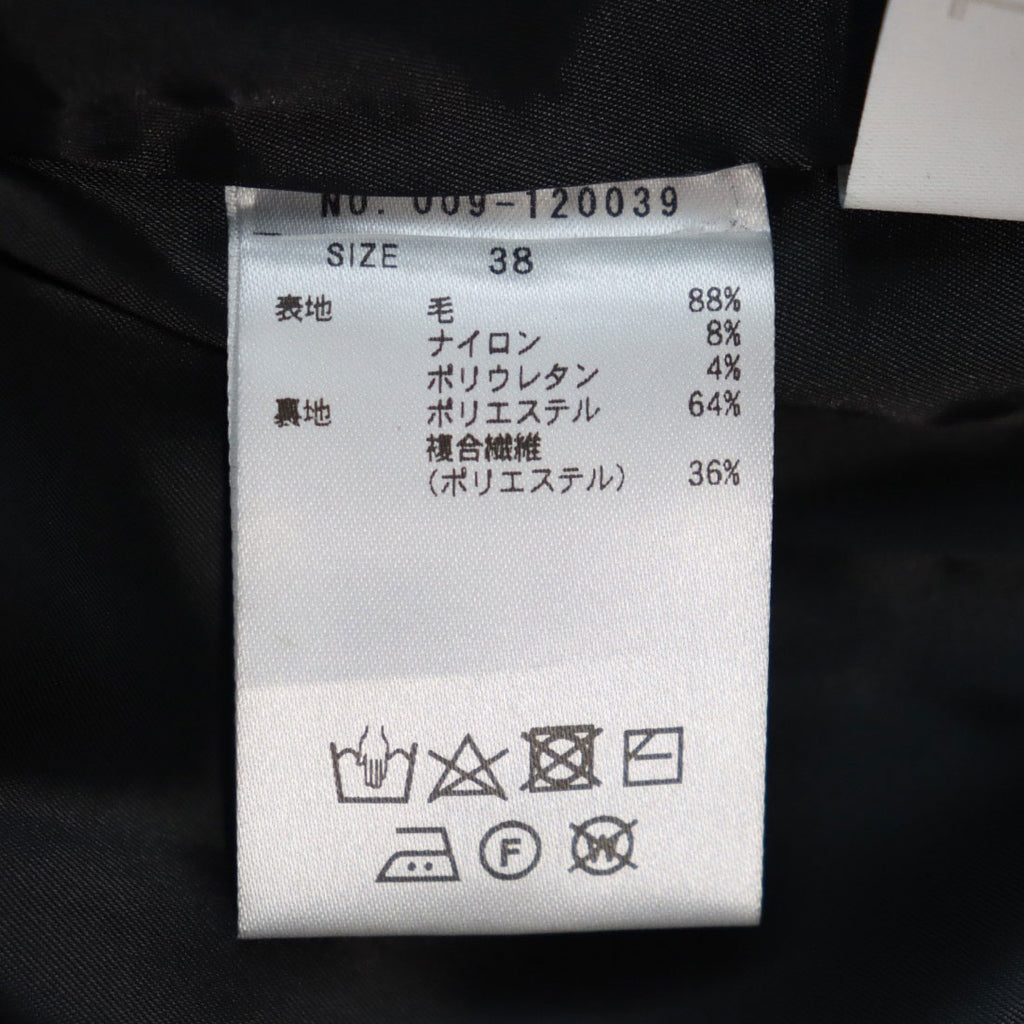 NO. 009-120039
SIZE 38
表地 毛 88%
ナイロン 8%
ポリウレタン 4%
裏地 ポリエステル 64%
複合繊維
(ポリエステル) 36%
F W